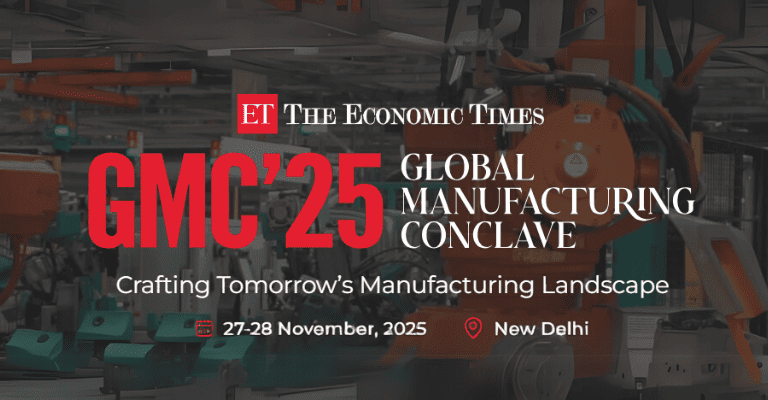 ET THE ECONOMIC TIMES
GMC'25
GLOBAL
MANUFACTURING
CONCLAVE
Crafting Tomorrow's Manufacturing Landscape
27-28 November, 2025 New Delhi